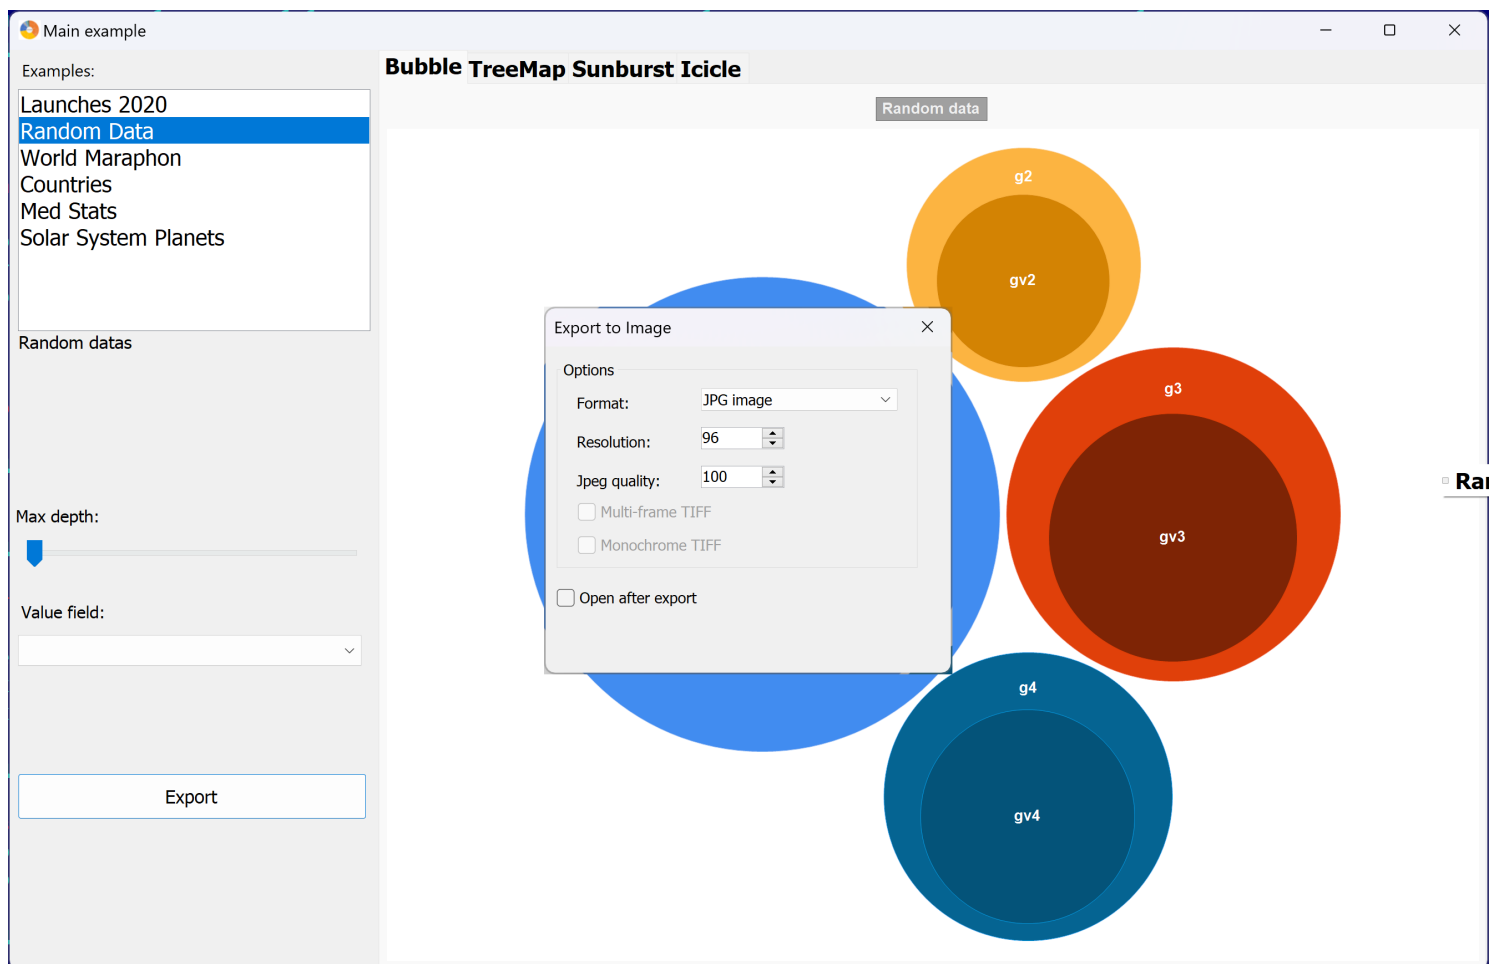 Main example
Examples:
Launches 2020
Random Data
World Maraphon
Countries
Med Stats
Solar System Planets
Random datas
Max depth:
Value field:
Export
Bubble TreeMap Sunburst Icicle
Random data
g2
gv2
Export to Image
Options
Format: JPG image
Resolution: 96
Jpeg quality: 100
Multi-frame TIFF
Monochrome TIFF
Open after export
g3
gv3
g4
gv4